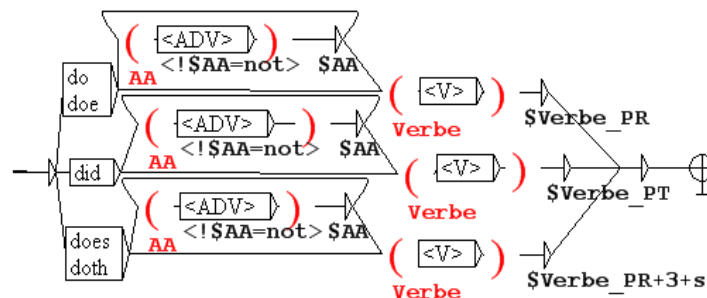 ( <ADV> )
AA <!$AA=not> $AA
do
doe
( <V> )
Verbe $Verbe_PR
( <ADV> )
AA <!$AA=not> $AA
did
( <V> )
Verbe $Verbe_PT
( <ADV> )
AA <!$AA=not> $AA
does
doth
( <V> )
Verbe $Verbe_PR+3+s